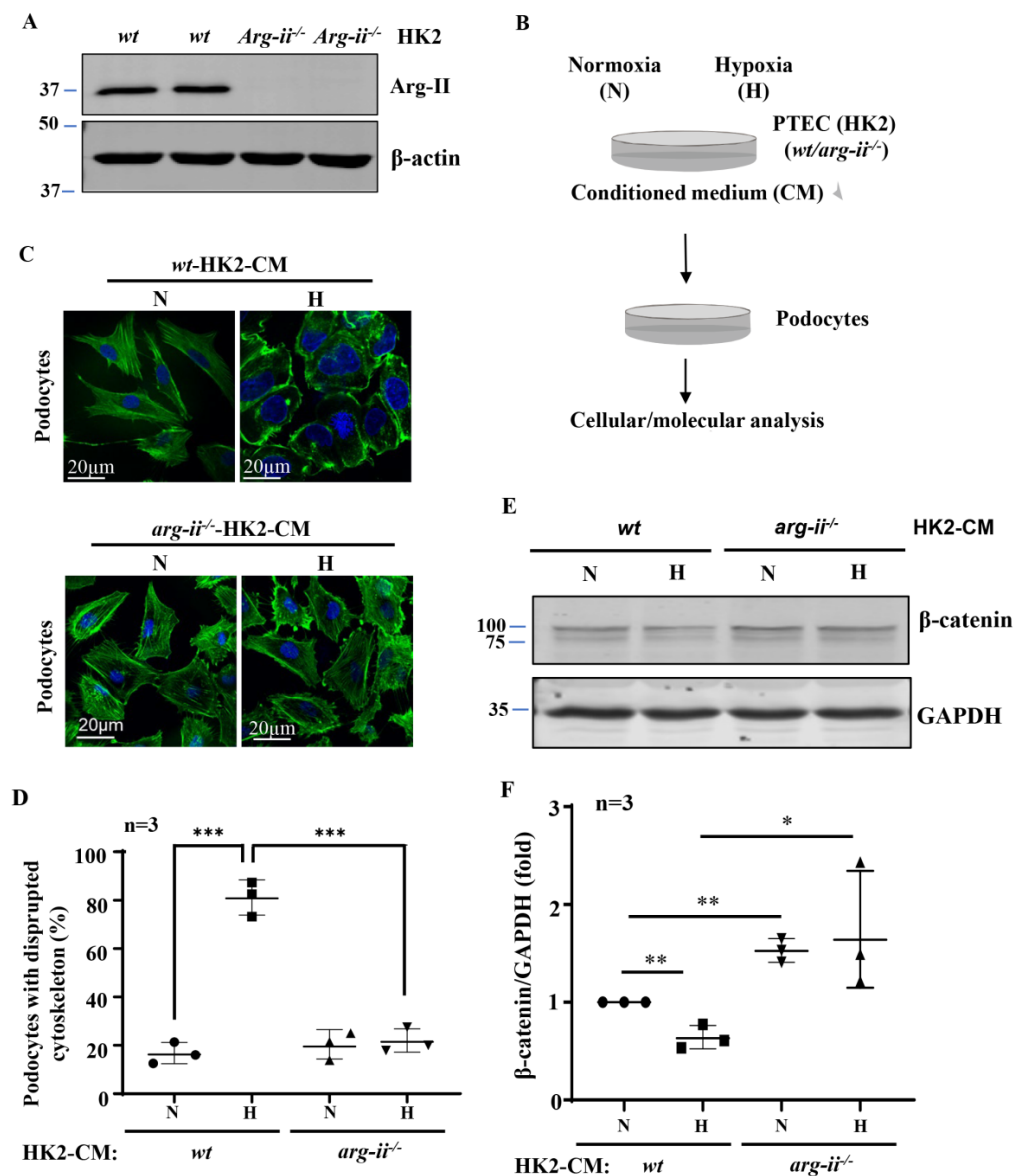 A
wt wt Arg-ii-/- Arg-ii-/- HK2
37 Arg-II
50
β-actin
37
B
Normoxia Hypoxia
(N) (H)
PTEC (HK2)
(wt/arg-ii-/-)
Conditioned medium (CM)
Podocytes
Cellular/molecular analysis
C
wt-HK2-CM
N H
Podocytes
20µm 20µm
arg-ii-/--HK2-CM
N H
Podocytes
20µm 20µm
D
n=3
*** ***
Podocytes with disprupted
cytoskeleton (%)
100
80
60
40
20
0
N H N H
HK2-CM: wt arg-ii-/-
E
wt arg-ii-/- HK2-CM
N H N H
100 β-catenin
75
35 GAPDH
F
n=3
*
**
**
β-catenin/GAPDH (fold)
3
2
1
0
N H N H
HK2-CM: wt arg-ii-/-